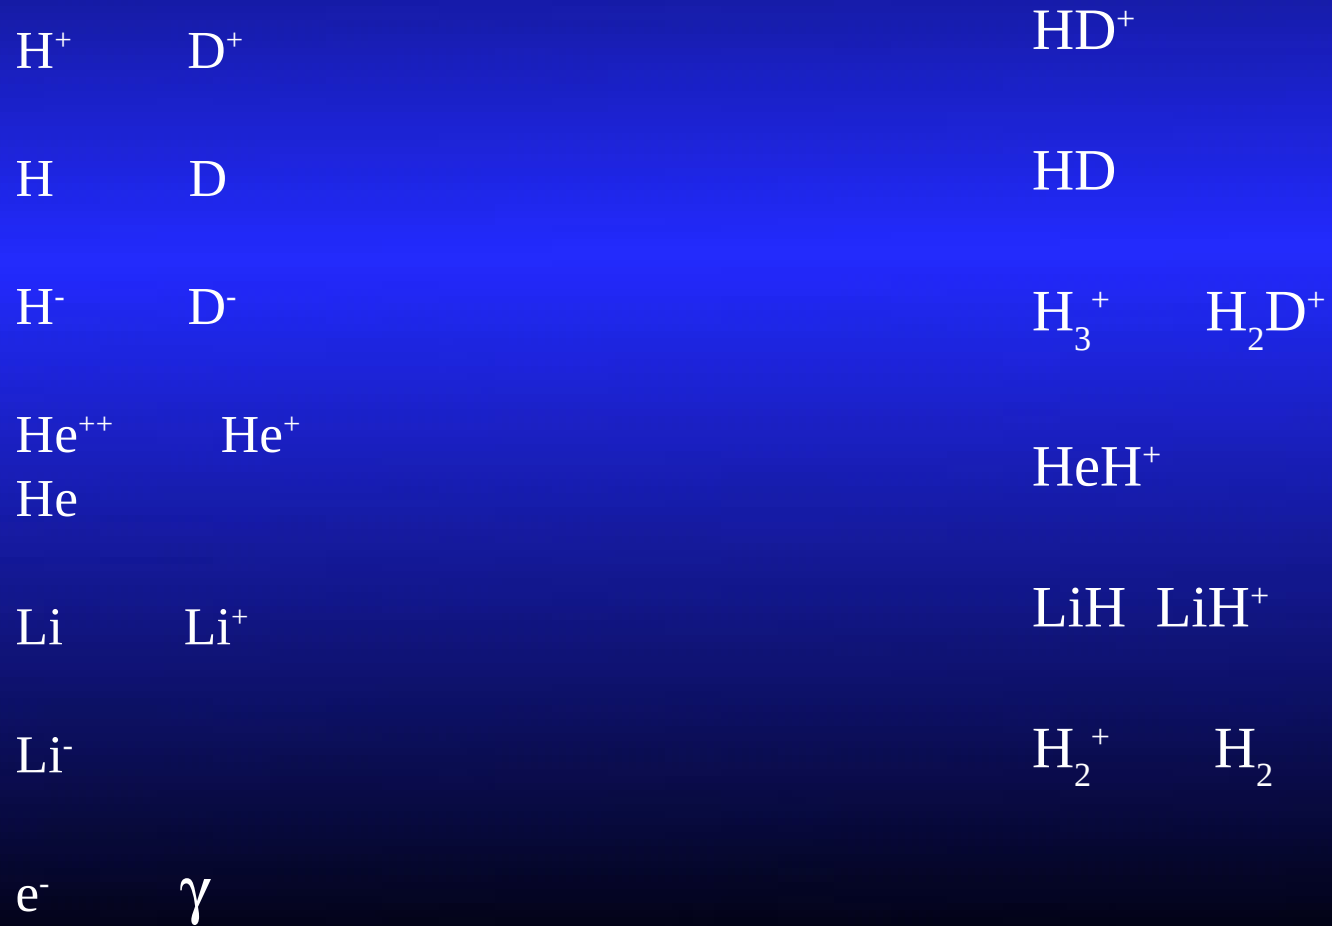 H⁺ D⁺
H D
H⁻ D⁻
He⁺⁺ He⁺
He
Li Li⁺
Li⁻
e⁻ γ
HD⁺
HD
H₃⁺ H₂D⁺
HeH⁺
LiH LiH⁺
H₂⁺ H₂